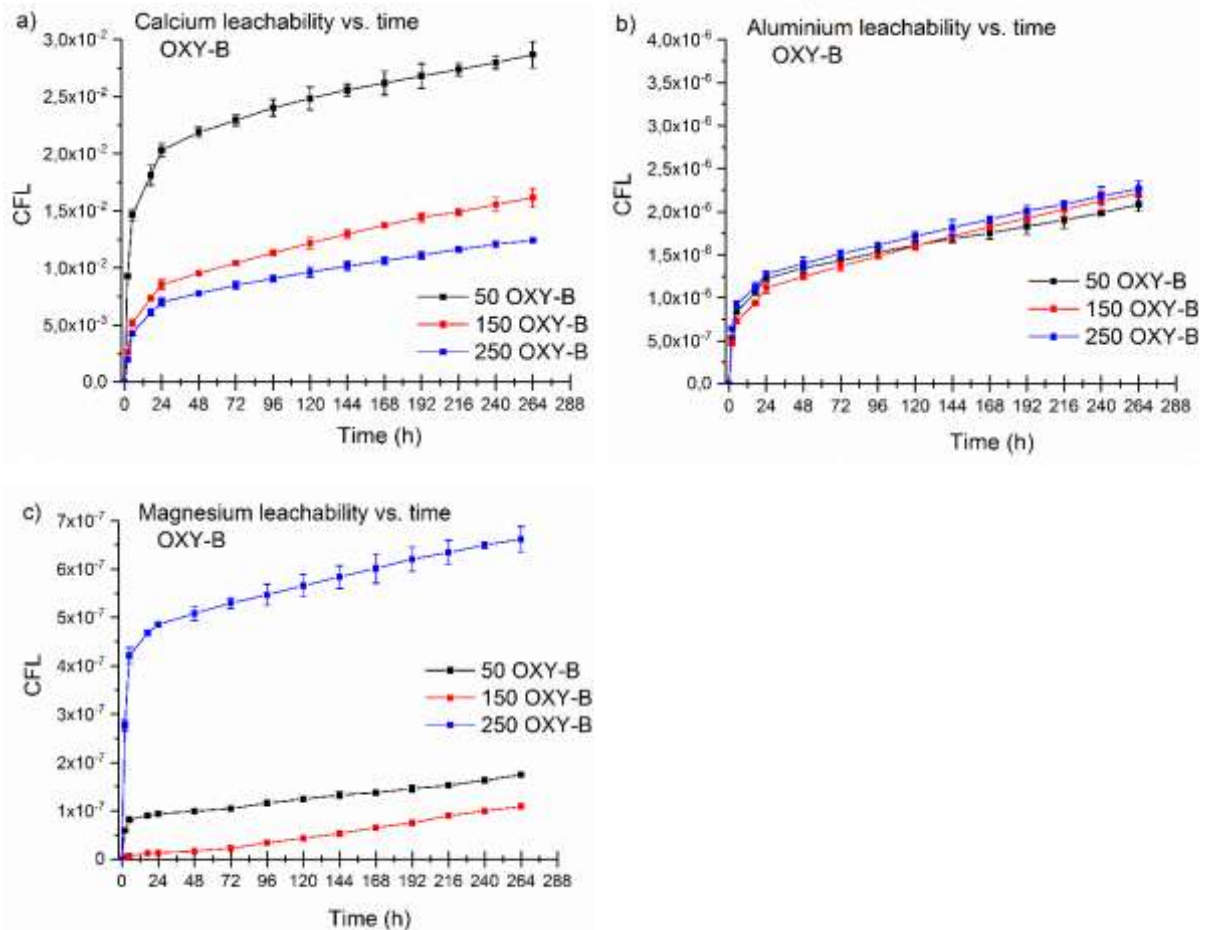 a)
Calcium leachability vs. time
OXY-B
3,0x10⁻²
2,5x10⁻²
2,0x10⁻²
1,5x10⁻²
1,0x10⁻²
5,0x10⁻³
0,0
CFL
50 OXY-B
150 OXY-B
250 OXY-B
0 24 48 72 96 120 144 168 192 216 240 264 288
Time (h)
b)
Aluminium leachability vs. time
OXY-B
4,0x10⁻⁶
3,5x10⁻⁶
3,0x10⁻⁶
2,5x10⁻⁶
2,0x10⁻⁶
1,5x10⁻⁶
1,0x10⁻⁶
5,0x10⁻⁷
0,0
CFL
50 OXY-B
150 OXY-B
250 OXY-B
0 24 48 72 96 120 144 168 192 216 240 264 288
Time (h)
c)
Magnesium leachability vs. time
OXY-B
7x10⁻⁷
6x10⁻⁷
5x10⁻⁷
4x10⁻⁷
3x10⁻⁷
2x10⁻⁷
1x10⁻⁷
0
CFL
50 OXY-B
150 OXY-B
250 OXY-B
0 24 48 72 96 120 144 168 192 216 240 264 288
Time (h)